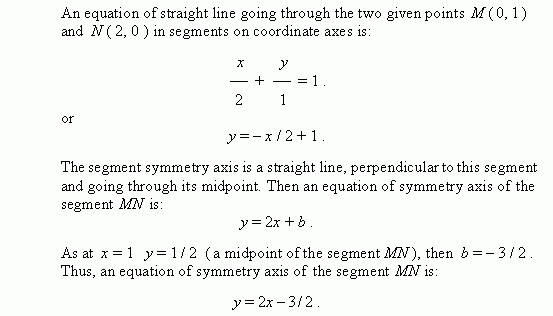 An equation of straight line going through the two given points M ( 0, 1 )
and N ( 2, 0 ) in segments on coordinate axes is:
x/2 + y/1 = 1 .
or
y = – x / 2 + 1 .
The segment symmetry axis is a straight line, perpendicular to this segment
and going through its midpoint. Then an equation of symmetry axis of the
segment MN is:
y = 2x + b .
As at x = 1 y = 1 / 2 ( a midpoint of the segment MN ), then b = – 3 / 2 .
Thus, an equation of symmetry axis of the segment MN is:
y = 2x – 3 / 2 .